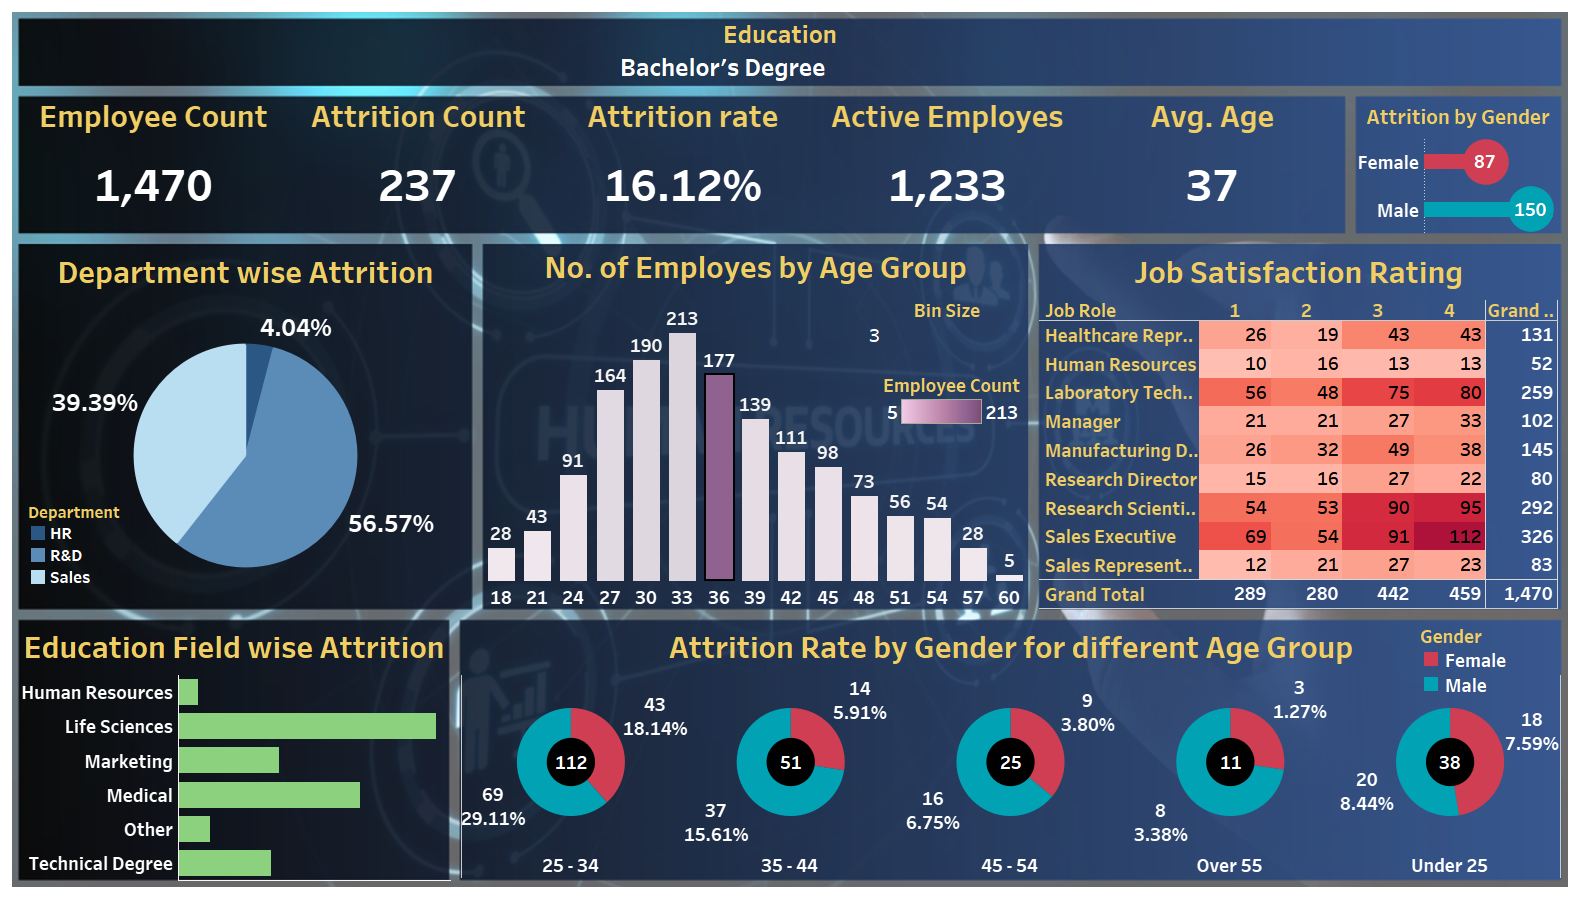 Education
Bachelor's Degree
Employee Count
Attrition Count
Attrition rate
Active Employes
Avg. Age
1,470
237
16.12%
1,233
37
Attrition by Gender
Female 87
Male 150
Department wise Attrition
4.04%
39.39%
56.57%
Department
HR
R&D
Sales
No. of Employes by Age Group
Bin Size
3
Employee Count
5 213
28 43 91 164 190 213 177 139 111 98 73 56 54 28 5
18 21 24 27 30 33 36 39 42 45 48 51 54 57 60
HUMAN RESOURCES
Job Satisfaction Rating
Job Role 1 2 3 4 Grand ..
Healthcare Repr.. 26 19 43 43 131
Human Resources 10 16 13 13 52
Laboratory Tech.. 56 48 75 80 259
Manager 21 21 27 33 102
Manufacturing D.. 26 32 49 38 145
Research Director 15 16 27 22 80
Research Scienti.. 54 53 90 95 292
Sales Executive 69 54 91 112 326
Sales Represent.. 12 21 27 23 83
Grand Total 289 280 442 459 1,470
Education Field wise Attrition
Human Resources
Life Sciences
Marketing
Medical
Other
Technical Degree
Attrition Rate by Gender for different Age Group
Gender
Female
Male
43
18.14%
112
69
29.11%
25 - 34
14
5.91%
51
37
15.61%
35 - 44
9
3.80%
25
16
6.75%
45 - 54
3
1.27%
11
8
3.38%
Over 55
18
7.59%
38
20
8.44%
Under 25